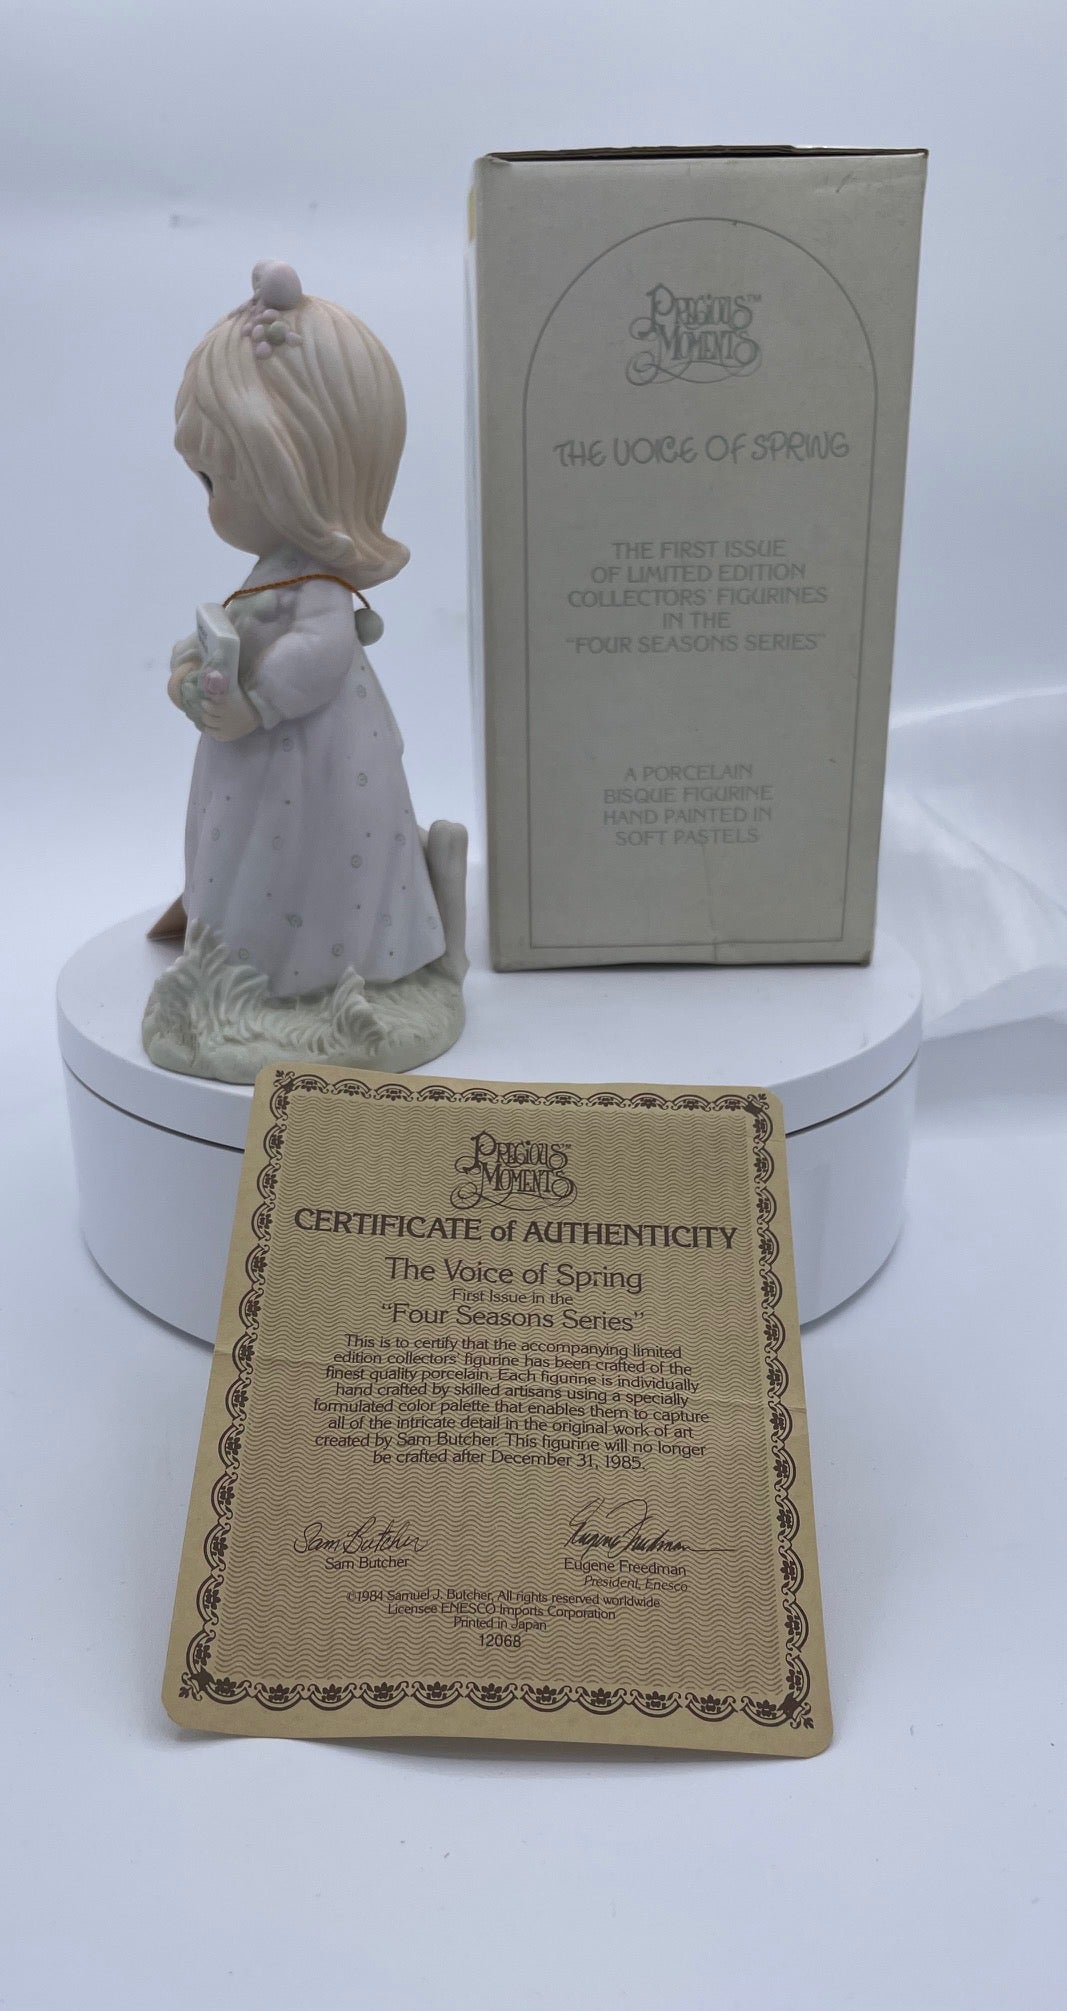 PRECIOUS
MOMENTS™
THE VOICE OF SPRING
THE FIRST ISSUE
OF LIMITED EDITION
COLLECTORS' FIGURINES
IN THE
"FOUR SEASONS SERIES"
A PORCELAIN
BISQUE FIGURINE
HAND PAINTED IN
SOFT PASTELS
PRECIOUS™
MOMENTS
CERTIFICATE of AUTHENTICITY
The Voice of Spring
First Issue in the
"Four Seasons Series"
This is to certify that the accompanying limited
edition collectors' figurine has been crafted of the
finest quality porcelain. Each figurine is individually
hand crafted by skilled artisans using a specially
formulated color palette that enables them to capture
all of the intricate detail in the original work of art
created by Sam Butcher. This figurine will no longer
be crafted after December 31, 1985.
Sam Butcher
Sam Butcher
Eugene Freedman
Eugene Freedman
President, Enesco
©1984 Samuel J. Butcher, All rights reserved worldwide
Licensee ENESCO Imports Corporation
Printed in Japan
12068